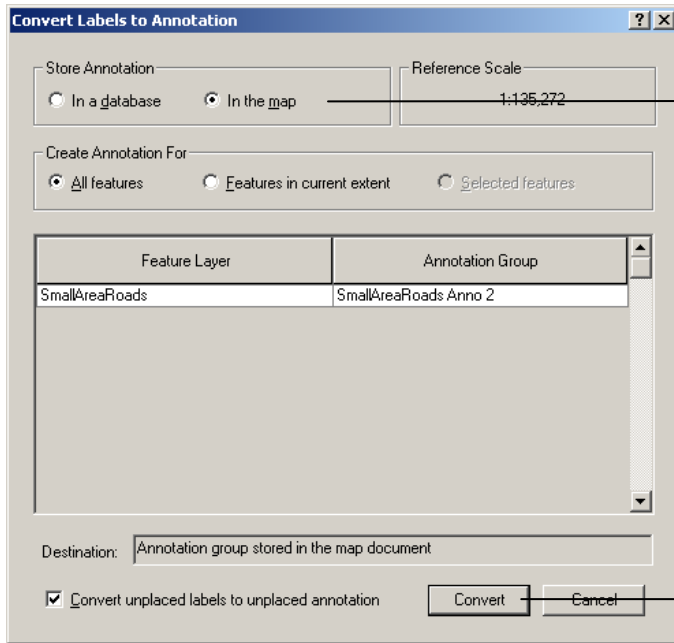 Convert Labels to Annotation
Store Annotation
In a database
In the map
Reference Scale
1:135,272
Create Annotation For
All features
Features in current extent
Selected features
Feature Layer Annotation Group
SmallAreaRoads SmallAreaRoads Anno 2
Destination: Annotation group stored in the map document
Convert unplaced labels to unplaced annotation
Convert
Cancel